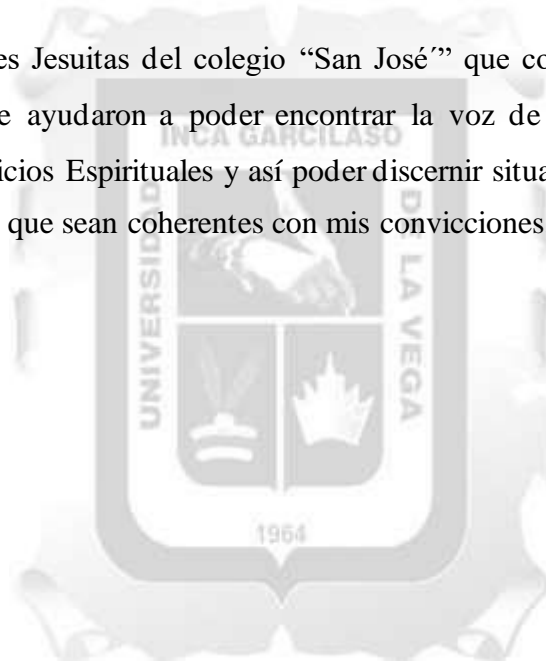 es Jesuitas del colegio “San José´” que co
e ayudaron a poder encontrar la voz de
INCA GARCILASO
icios Espirituales y así poder discernir situa
que sean coherentes con mis convicciones
UNIVERSIDAD
DE LA VEGA
1964